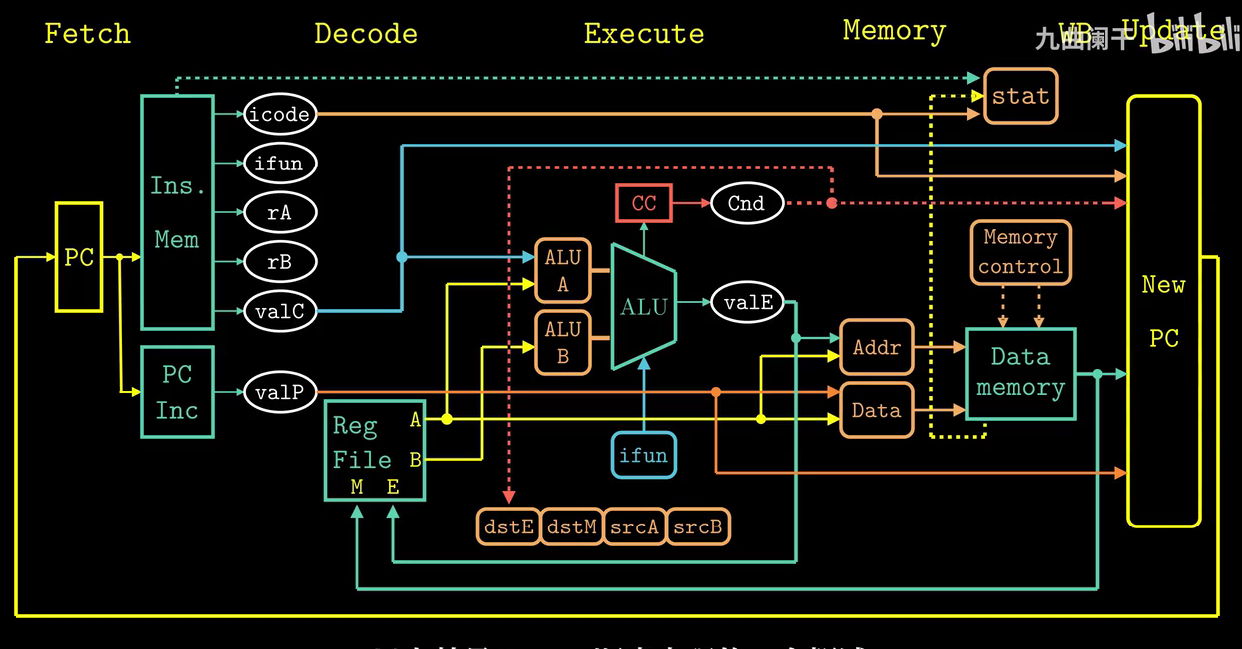 Fetch
Decode
Execute
Memory
WB
Update
九曲阑干
bilibili
icode
ifun
rA
rB
valC
Ins.
Mem
PC
PC
Inc
valP
Reg
File
A
B
M
E
CC
Cnd
ALU
A
ALU
B
ALU
valE
ifun
dstE
dstM
srcA
srcB
stat
Memory
control
Addr
Data
Data
memory
New
PC